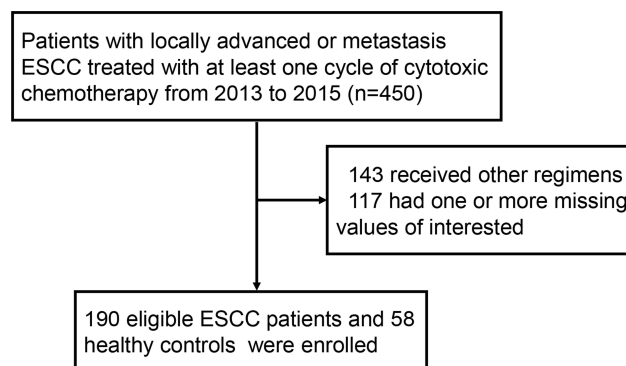 Patients with locally advanced or metastasis
ESCC treated with at least one cycle of cytotoxic
chemotherapy from 2013 to 2015 (n=450)
143 received other regimens
117 had one or more missing
values of interested
190 eligible ESCC patients and 58
healthy controls were enrolled